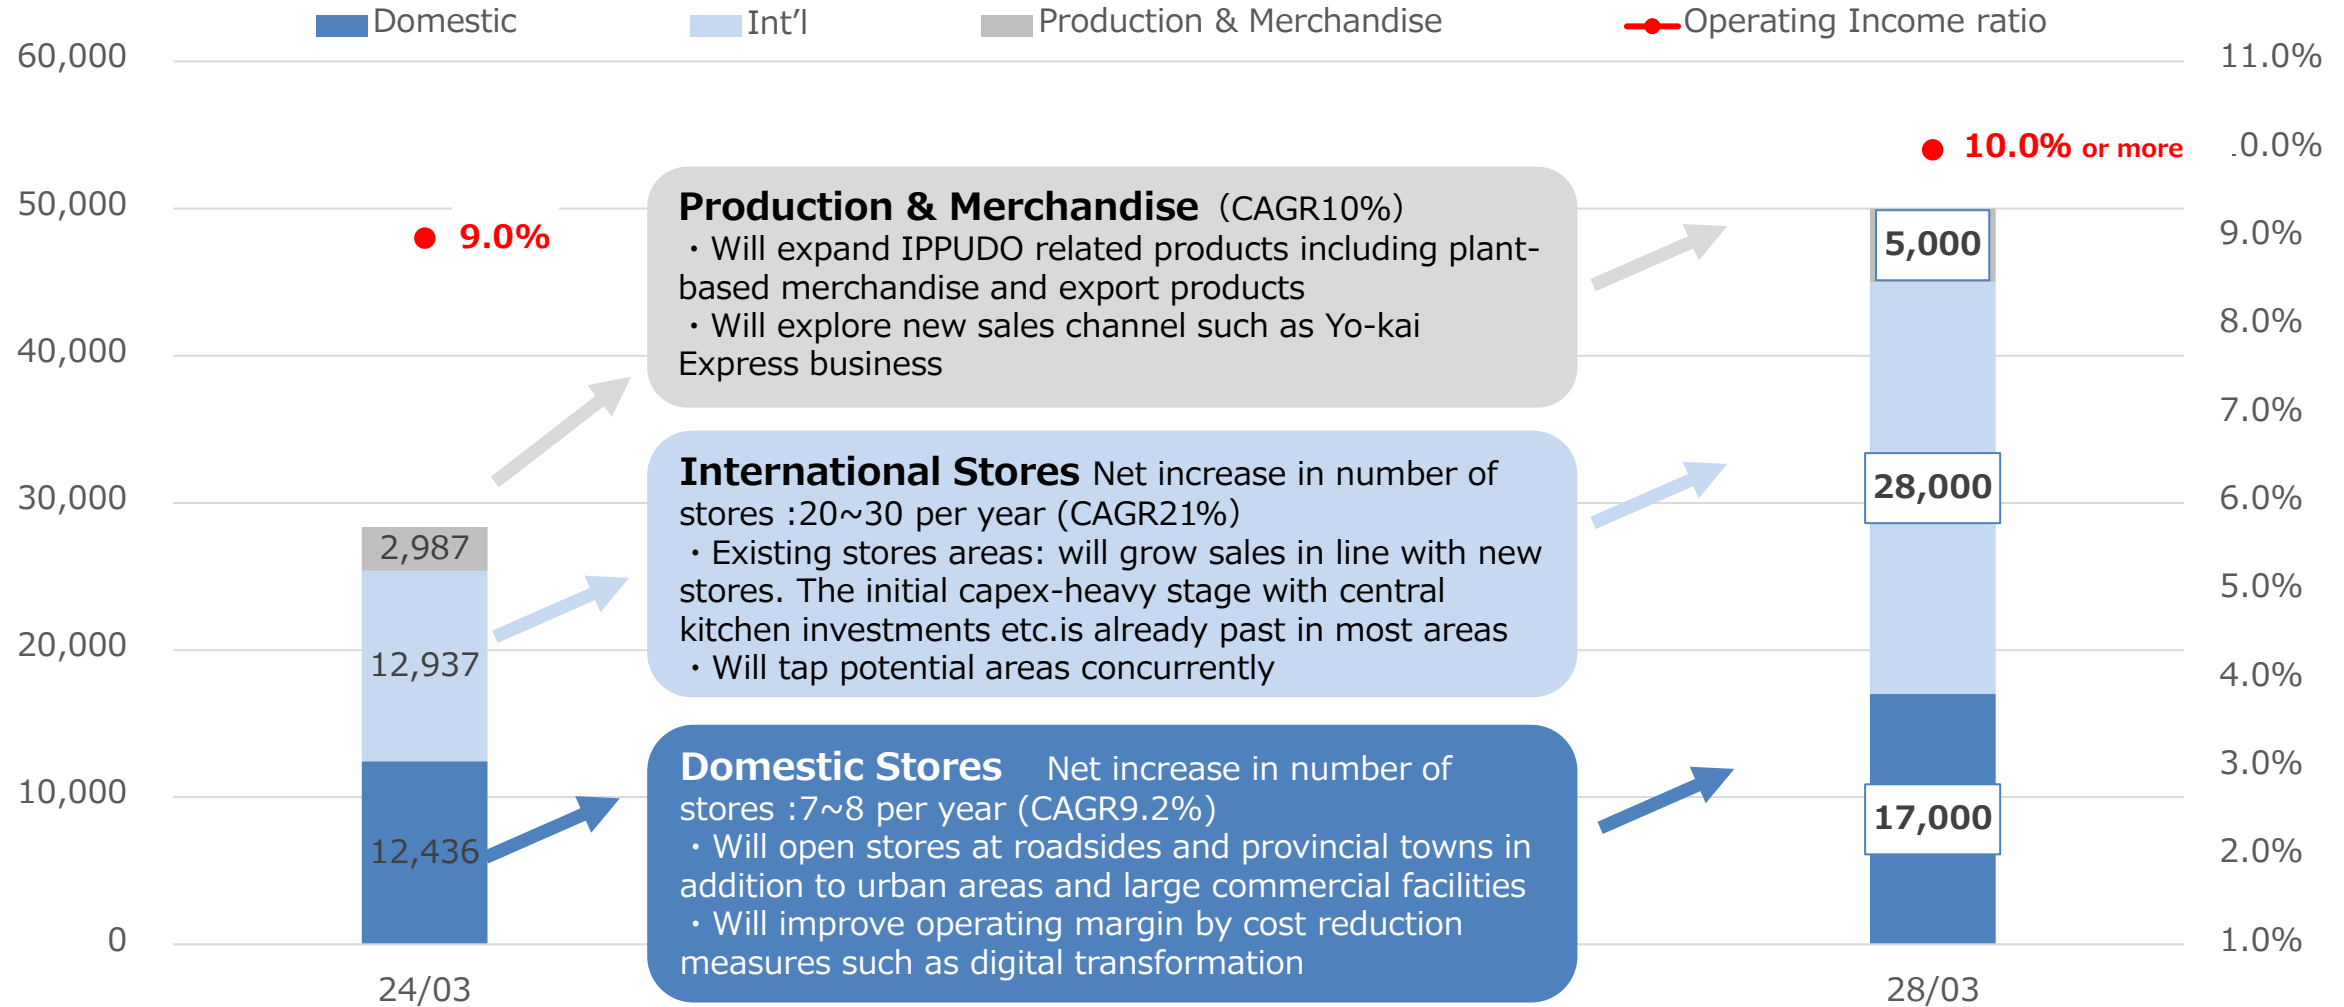 Domestic
Int’l
Production & Merchandise
Operating Income ratio
60,000
50,000
40,000
30,000
20,000
10,000
0
11.0%
.0.0%
9.0%
8.0%
7.0%
6.0%
5.0%
4.0%
3.0%
2.0%
1.0%
9.0%
10.0% or more
Production & Merchandise（CAGR10%）
・Will expand IPPUDO related products including plant-
based merchandise and export products
・Will explore new sales channel such as Yo-kai
Express business
International Stores Net increase in number of
stores :20~30 per year (CAGR21%）
・Existing stores areas: will grow sales in line with new
stores. The initial capex-heavy stage with central
kitchen investments etc.is already past in most areas
・Will tap potential areas concurrently
Domestic Stores　Net increase in number of
stores :7~8 per year (CAGR9.2%)
・Will open stores at roadsides and provincial towns in
addition to urban areas and large commercial facilities
・Will improve operating margin by cost reduction
measures such as digital transformation
2,987
12,937
12,436
5,000
28,000
17,000
24/03
28/03